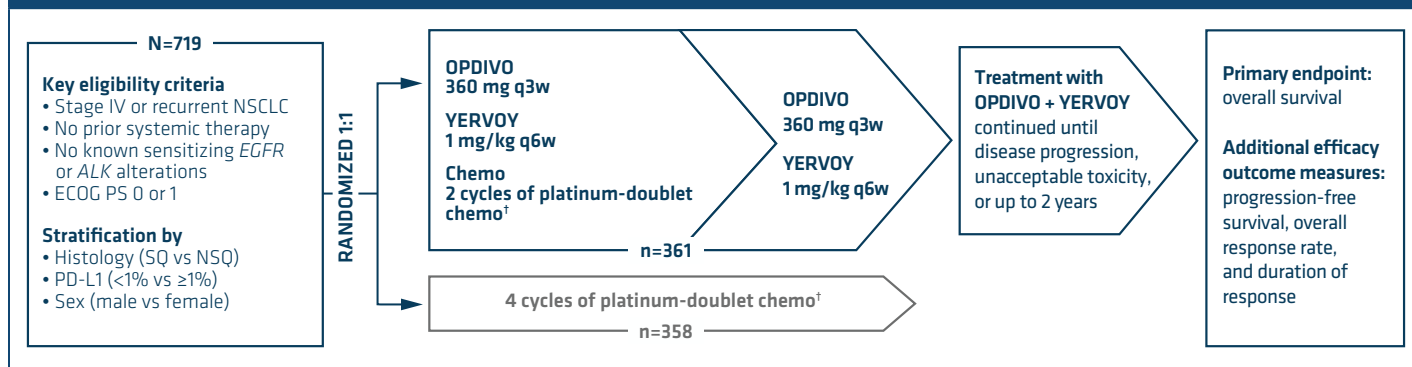 N=719
Key eligibility criteria
• Stage IV or recurrent NSCLC
• No prior systemic therapy
• No known sensitizing EGFR
or ALK alterations
• ECOG PS 0 or 1
Stratification by
• Histology (SQ vs NSQ)
• PD-L1 (<1% vs ≥1%)
• Sex (male vs female)
RANDOMIZED 1:1
OPDIVO
360 mg q3w
YERVOY
1 mg/kg q6w
Chemo
2 cycles of platinum-doublet
chemo†
n=361
OPDIVO
360 mg q3w
YERVOY
1 mg/kg q6w
4 cycles of platinum-doublet chemo†
n=358
Treatment with
OPDIVO + YERVOY
continued until
disease progression,
unacceptable toxicity,
or up to 2 years
Primary endpoint:
overall survival
Additional efficacy
outcome measures:
progression-free
survival, overall
response rate,
and duration of
response